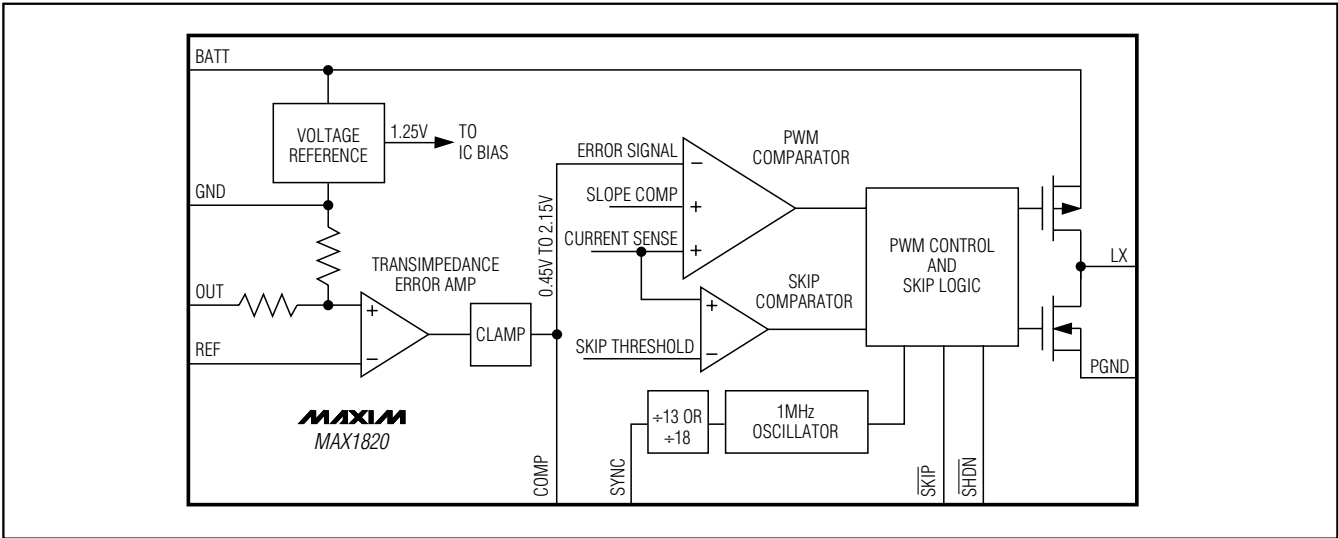 BATT
VOLTAGE
REFERENCE
1.25V
TO
IC BIAS
GND
OUT
REF
TRANSIMPEDANCE
ERROR AMP
+
−
CLAMP
0.45V TO 2.15V
ERROR SIGNAL
SLOPE COMP
CURRENT SENSE
−
+
+
PWM
COMPARATOR
SKIP
COMPARATOR
SKIP THRESHOLD
+
−
PWM CONTROL
AND
SKIP LOGIC
LX
PGND
÷13 OR
÷18
1MHz
OSCILLATOR
MAXIM
MAX1820
COMP
SYNC
S̅K̅I̅P̅
S̅H̅D̅N̅